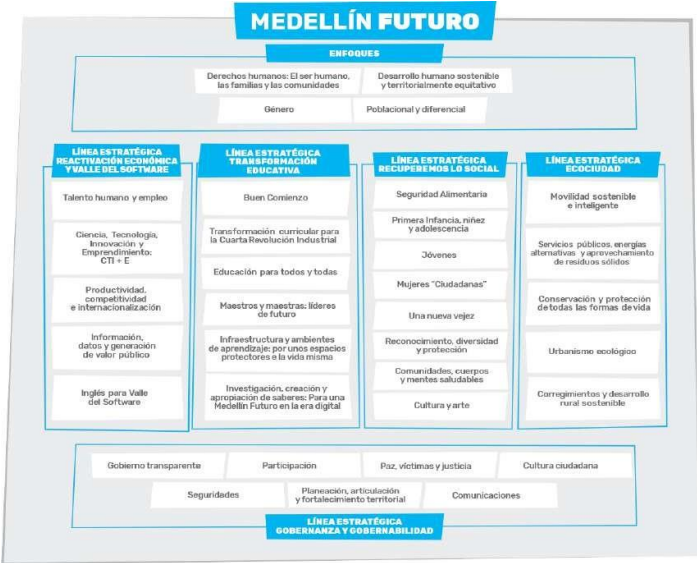 MEDELLÍN FUTURO
ENFOQUES
Derechos humanos: El ser humano,
las familias y las comunidades
Desarrollo humano sostenible
y territorialmente equitativo
Género
Poblacional y diferencial
LÍNEA ESTRATÉGICA
REACTIVACIÓN ECONÓMICA
Y VALLE DEL SOFTWARE
Talento humano y empleo
Ciencia, Tecnología,
Innovación y
Emprendimiento:
CTI + E
Productividad,
competitividad
e internacionalización
Información,
datos y generación
de valor público
Inglés para Valle
del Software
LÍNEA ESTRATÉGICA
TRANSFORMACIÓN
EDUCATIVA
Buen Comienzo
Transformación curricular para
la Cuarta Revolución Industrial
Educación para todos y todas
Maestros y maestras: líderes
de futuro
Infraestructura y ambientes
de aprendizaje: por unos espacios
protectores e la vida misma
Investigación, creación y
apropiación de saberes: Para una
Medellín Futuro en la era digital
LÍNEA ESTRATÉGICA
RECUPEREMOS LO SOCIAL
Seguridad Alimentaria
Primera Infancia, niñez
y adolescencia
Jóvenes
Mujeres "Ciudadanas"
Una nueva vejez
Reconocimiento, diversidad
y protección
Comunidades, cuerpos
y mentes saludables
Cultura y arte
LÍNEA ESTRATÉGICA
ECOCIUDAD
Movilidad sostenible
e inteligente
Servicios públicos, energías
alternativas y aprovechamiento
de residuos sólidos
Conservación y protección
de todas las formas de vida
Urbanismo ecológico
Corregimientos y desarrollo
rural sostenible
Gobierno transparente
Participación
Paz, víctimas y justicia
Cultura ciudadana
Seguridades
Planeación, articulación
y fortalecimiento territorial
Comunicaciones
LÍNEA ESTRATÉGICA
GOBERNANZA Y GOBERNABILIDAD